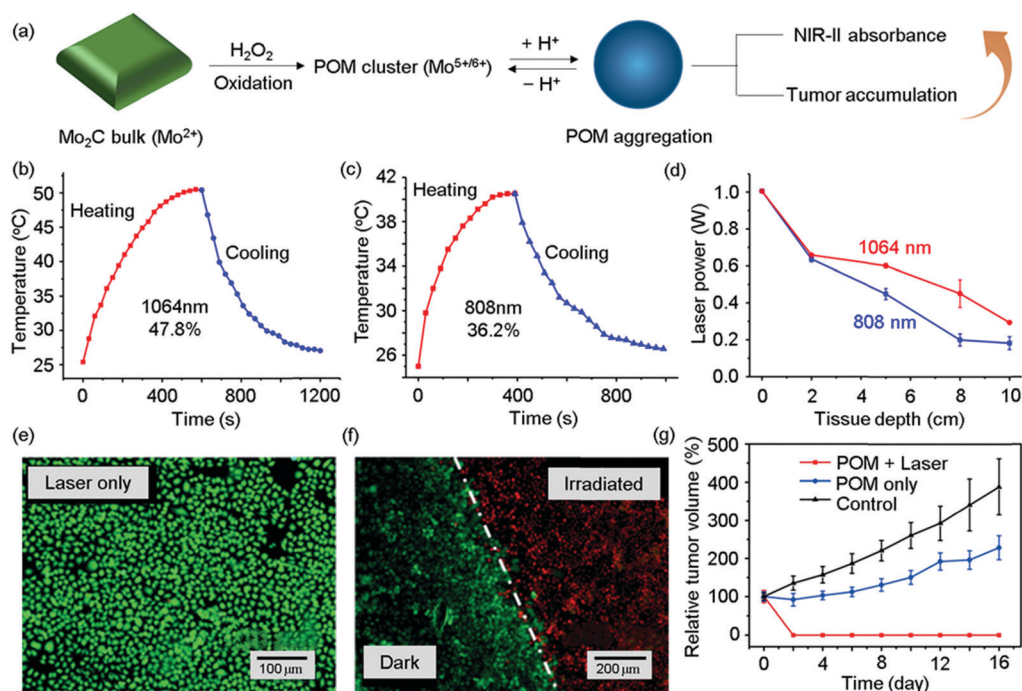 (a)
H₂O₂
Oxidation
POM cluster (Mo⁵⁺/⁶⁺)
+ H⁺
− H⁺
NIR-II absorbance
Tumor accumulation
Mo₂C bulk (Mo²⁺)
POM aggregation
(b)
Temperature (°C)
50
45
40
35
30
25
Heating
Cooling
1064nm
47.8%
0
400
800
1200
Time (s)
(c)
Temperature (°C)
42
38
34
30
26
Heating
Cooling
808nm
36.2%
0
400
800
Time (s)
(d)
Laser power (W)
1.0
0.8
0.6
0.4
0.2
0.0
1064 nm
808 nm
0
2
4
6
8
10
Tissue depth (cm)
(e)
Laser only
100 μm
(f)
Irradiated
Dark
200 μm
(g)
Relative tumor volume (%)
500
400
300
200
100
0
POM + Laser
POM only
Control
0
4
8
12
16
Time (day)